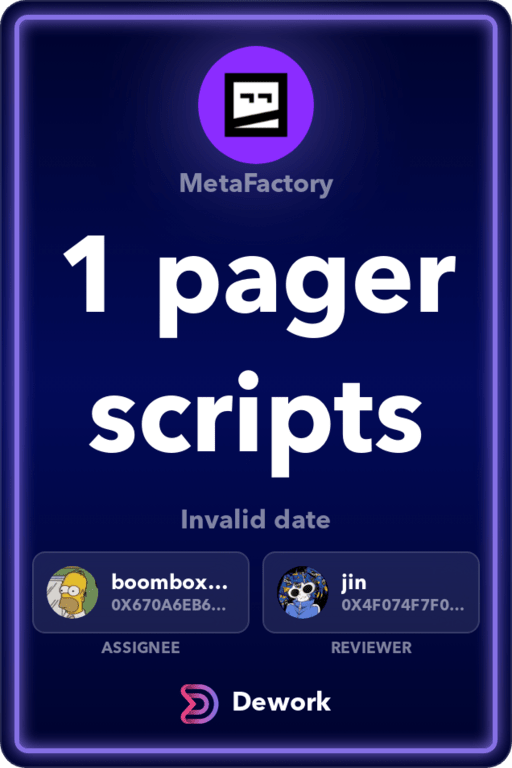 MetaFactory
1 pager
scripts
Invalid date
boombox...
0X670A6EB6...
ASSIGNEE
jin
0X4F074F7F0...
REVIEWER
Dework